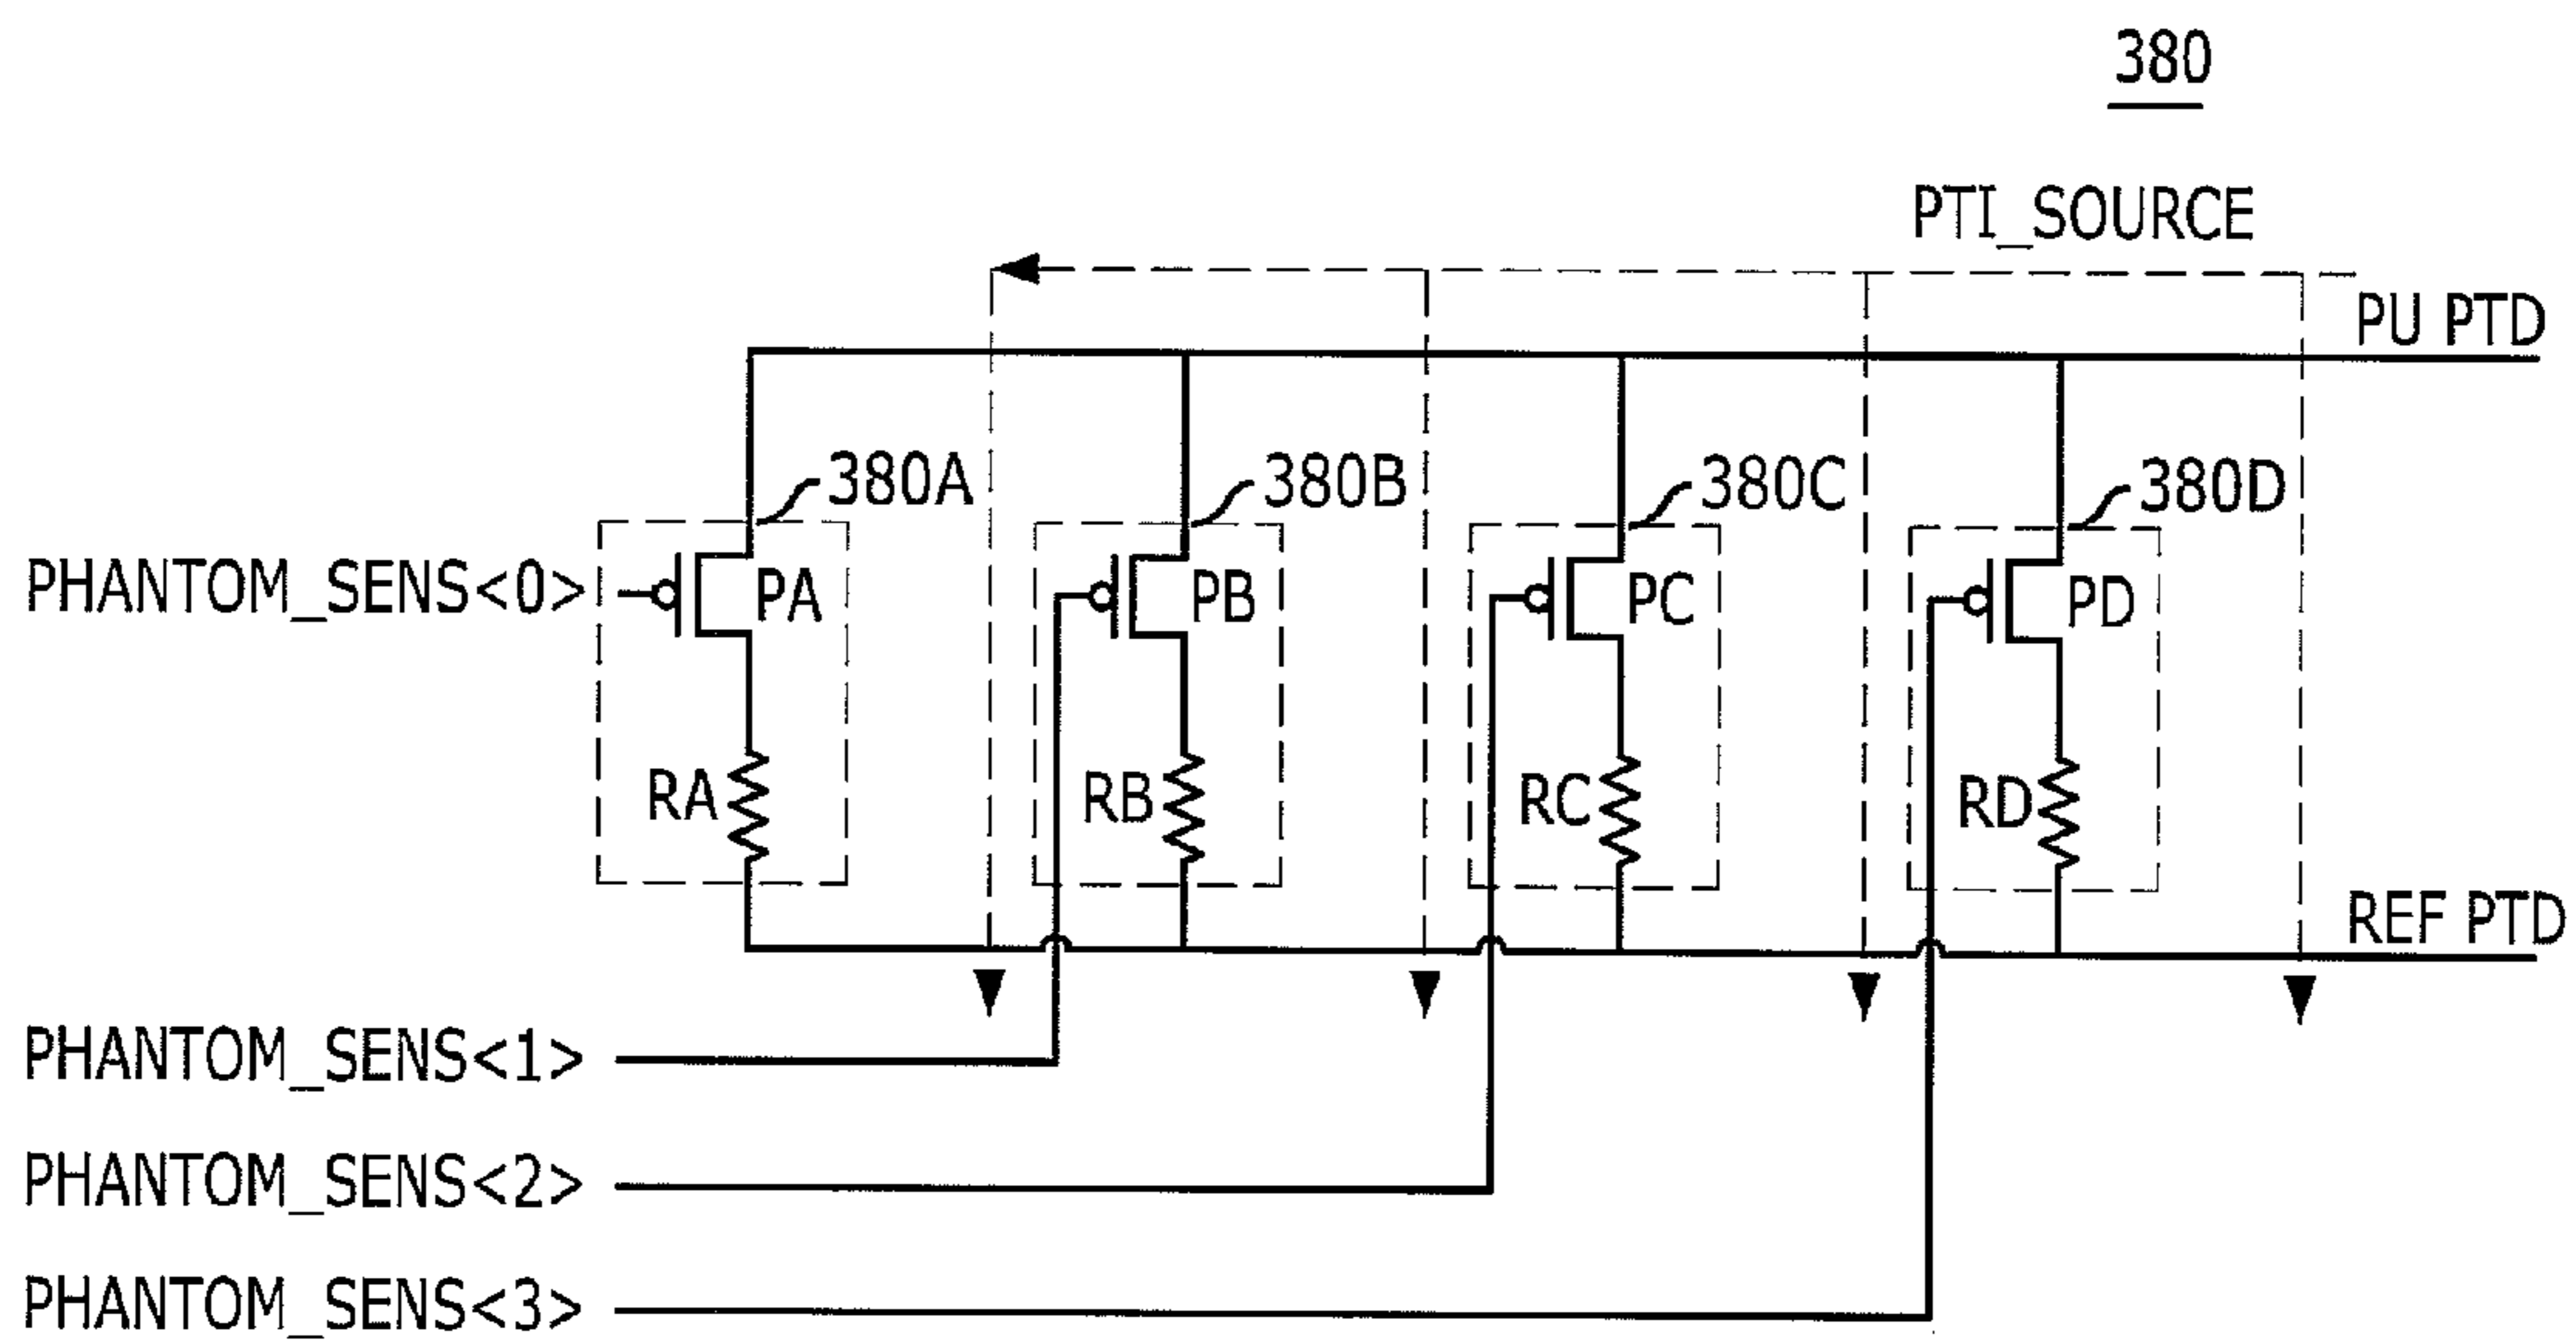 380
PTI_SOURCE
PU PTD
380A
380B
380C
380D
PHANTOM_SENS<0>
PA
PB
PC
PD
RA
RB
RC
RD
REF PTD
PHANTOM_SENS<1>
PHANTOM_SENS<2>
PHANTOM_SENS<3>